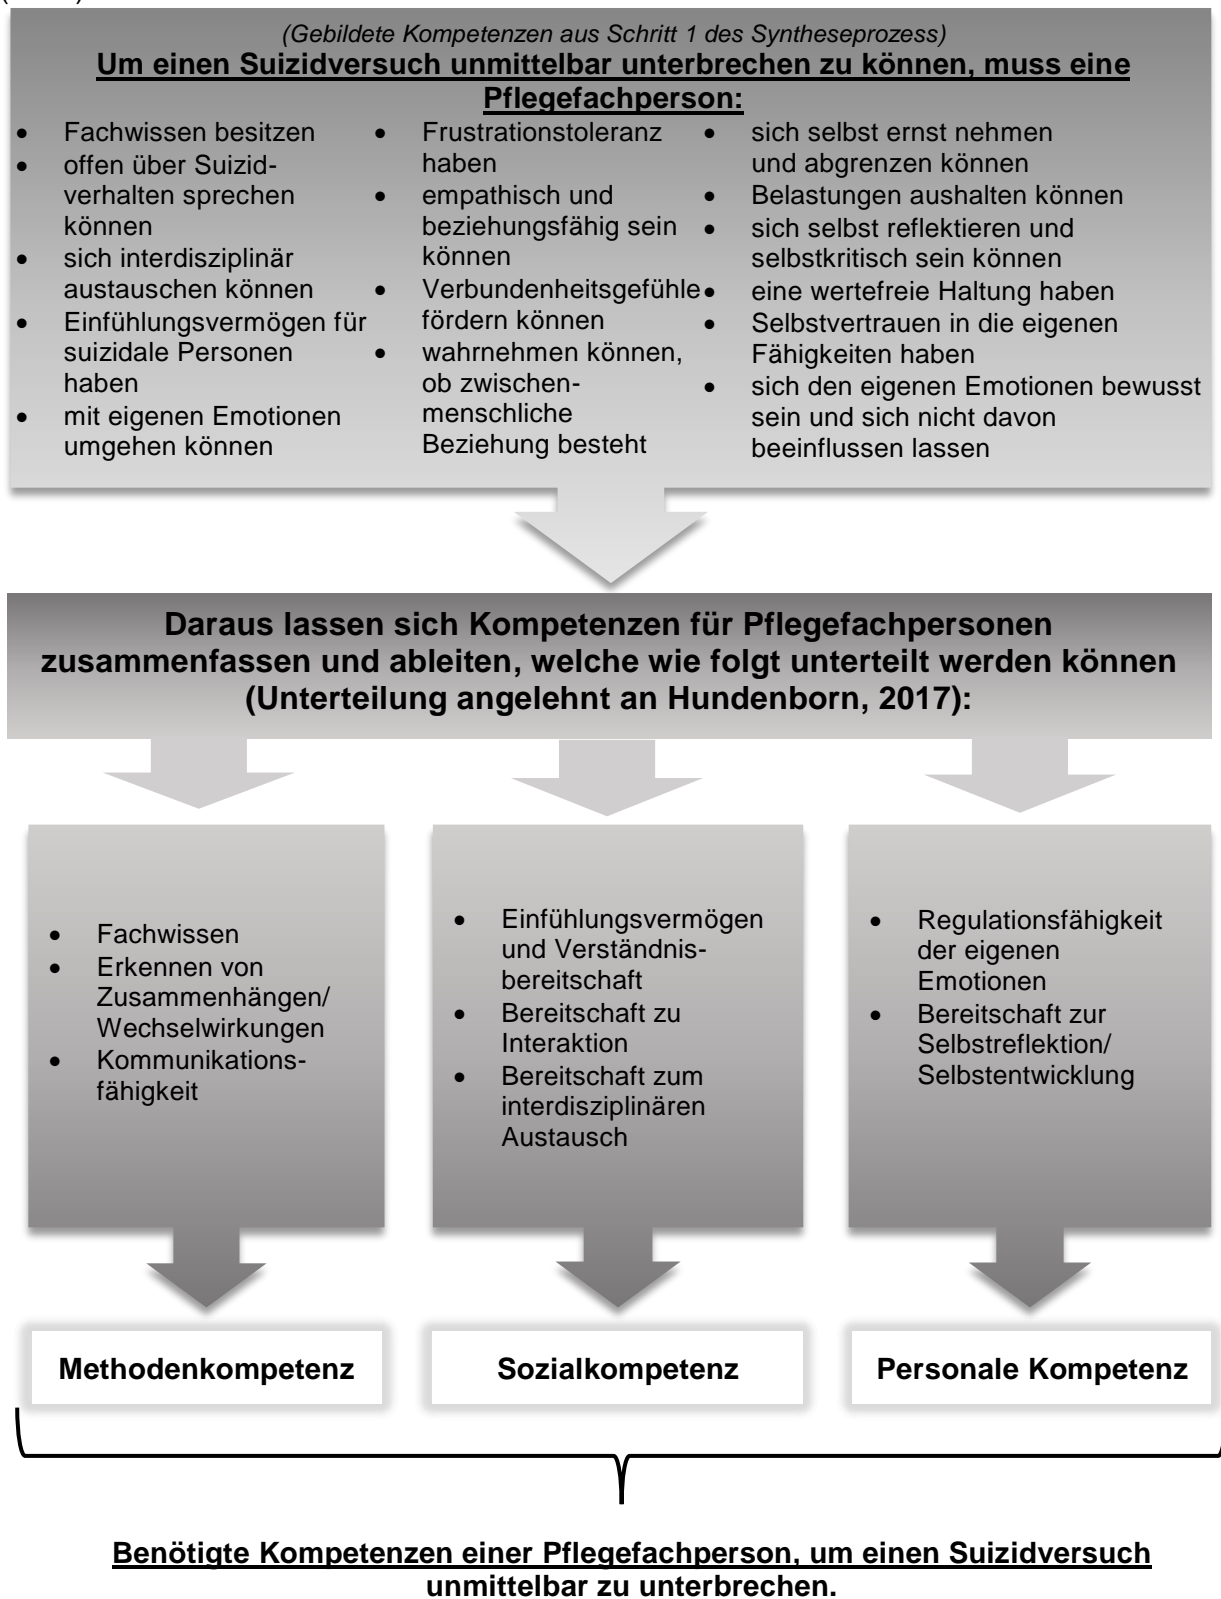 (Gebildete Kompetenzen aus Schritt 1 des Syntheseprozess)
Um einen Suizidversuch unmittelbar unterbrechen zu können, muss eine
Pflegefachperson:
• Fachwissen besitzen
• offen über Suizid-
verhalten sprechen
können
• sich interdisziplinär
austauschen können
• Einfühlungsvermögen für
suizidale Personen
haben
• mit eigenen Emotionen
umgehen können
• Frustrationstoleranz
haben
• empathisch und
beziehungsfähig sein
können
• Verbundenheitsgefühle
fördern können
• wahrnehmen können,
ob zwischen-
menschliche
Beziehung besteht
• sich selbst ernst nehmen
und abgrenzen können
• Belastungen aushalten können
• sich selbst reflektieren und
selbstkritisch sein können
• eine wertefreie Haltung haben
• Selbstvertrauen in die eigenen
Fähigkeiten haben
• sich den eigenen Emotionen bewusst
sein und sich nicht davon
beeinflussen lassen
Daraus lassen sich Kompetenzen für Pflegefachpersonen
zusammenfassen und ableiten, welche wie folgt unterteilt werden können
(Unterteilung angelehnt an Hundenborn, 2017):
• Fachwissen
• Erkennen von
Zusammenhängen/
Wechselwirkungen
• Kommunikations-
fähigkeit
• Einfühlungsvermögen
und Verständnis-
bereitschaft
• Bereitschaft zu
Interaktion
• Bereitschaft zum
interdisziplinären
Austausch
• Regulationsfähigkeit
der eigenen
Emotionen
• Bereitschaft zur
Selbstreflektion/
Selbstentwicklung
Methodenkompetenz
Sozialkompetenz
Personale Kompetenz
Benötigte Kompetenzen einer Pflegefachperson, um einen Suizidversuch
unmittelbar zu unterbrechen.